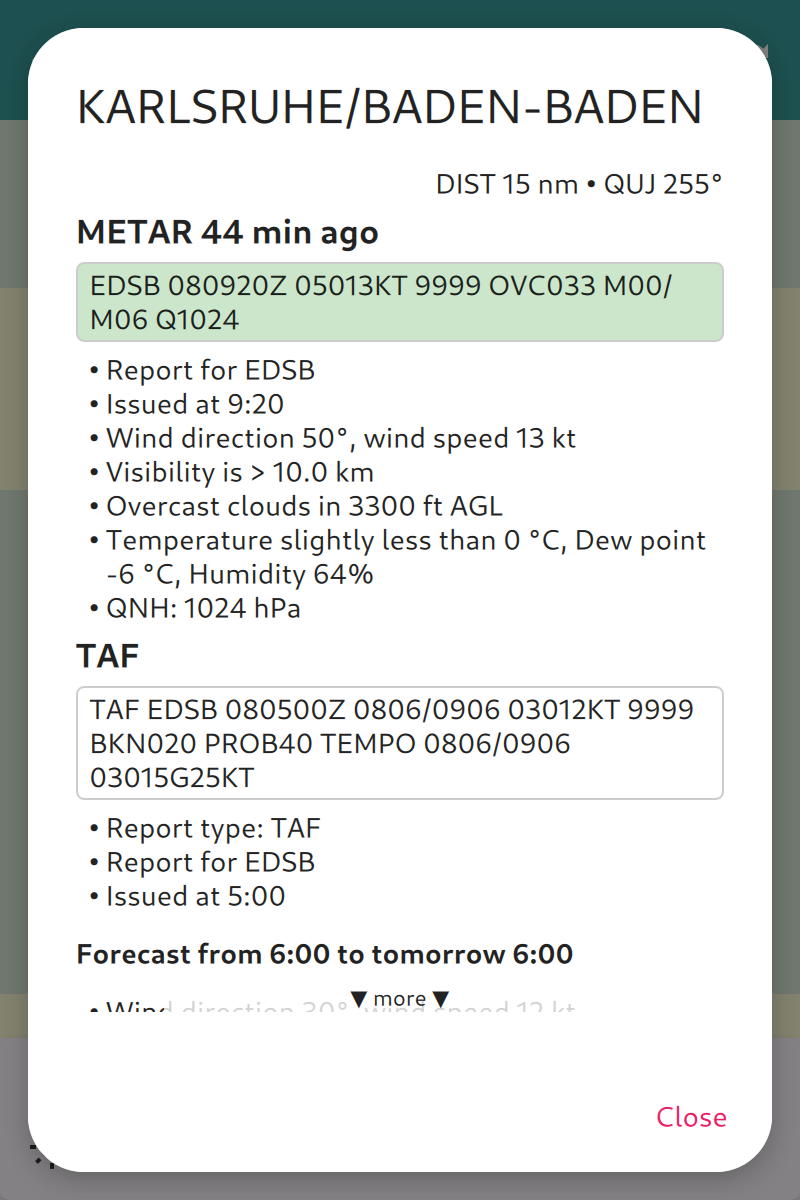 KARLSRUHE/BADEN-BADEN
DIST 15 nm • QUJ 255°
METAR 44 min ago
EDSB 080920Z 05013KT 9999 OVC033 M00/
M06 Q1024
• Report for EDSB
• Issued at 9:20
• Wind direction 50°, wind speed 13 kt
• Visibility is > 10.0 km
• Overcast clouds in 3300 ft AGL
• Temperature slightly less than 0 °C, Dew point
-6 °C, Humidity 64%
• QNH: 1024 hPa
TAF
TAF EDSB 080500Z 0806/0906 03012KT 9999
BKN020 PROB40 TEMPO 0806/0906
03015G25KT
• Report type: TAF
• Report for EDSB
• Issued at 5:00
Forecast from 6:00 to tomorrow 6:00
▼ more ▼
• Wind direction 30°, wind speed 12 kt
Close